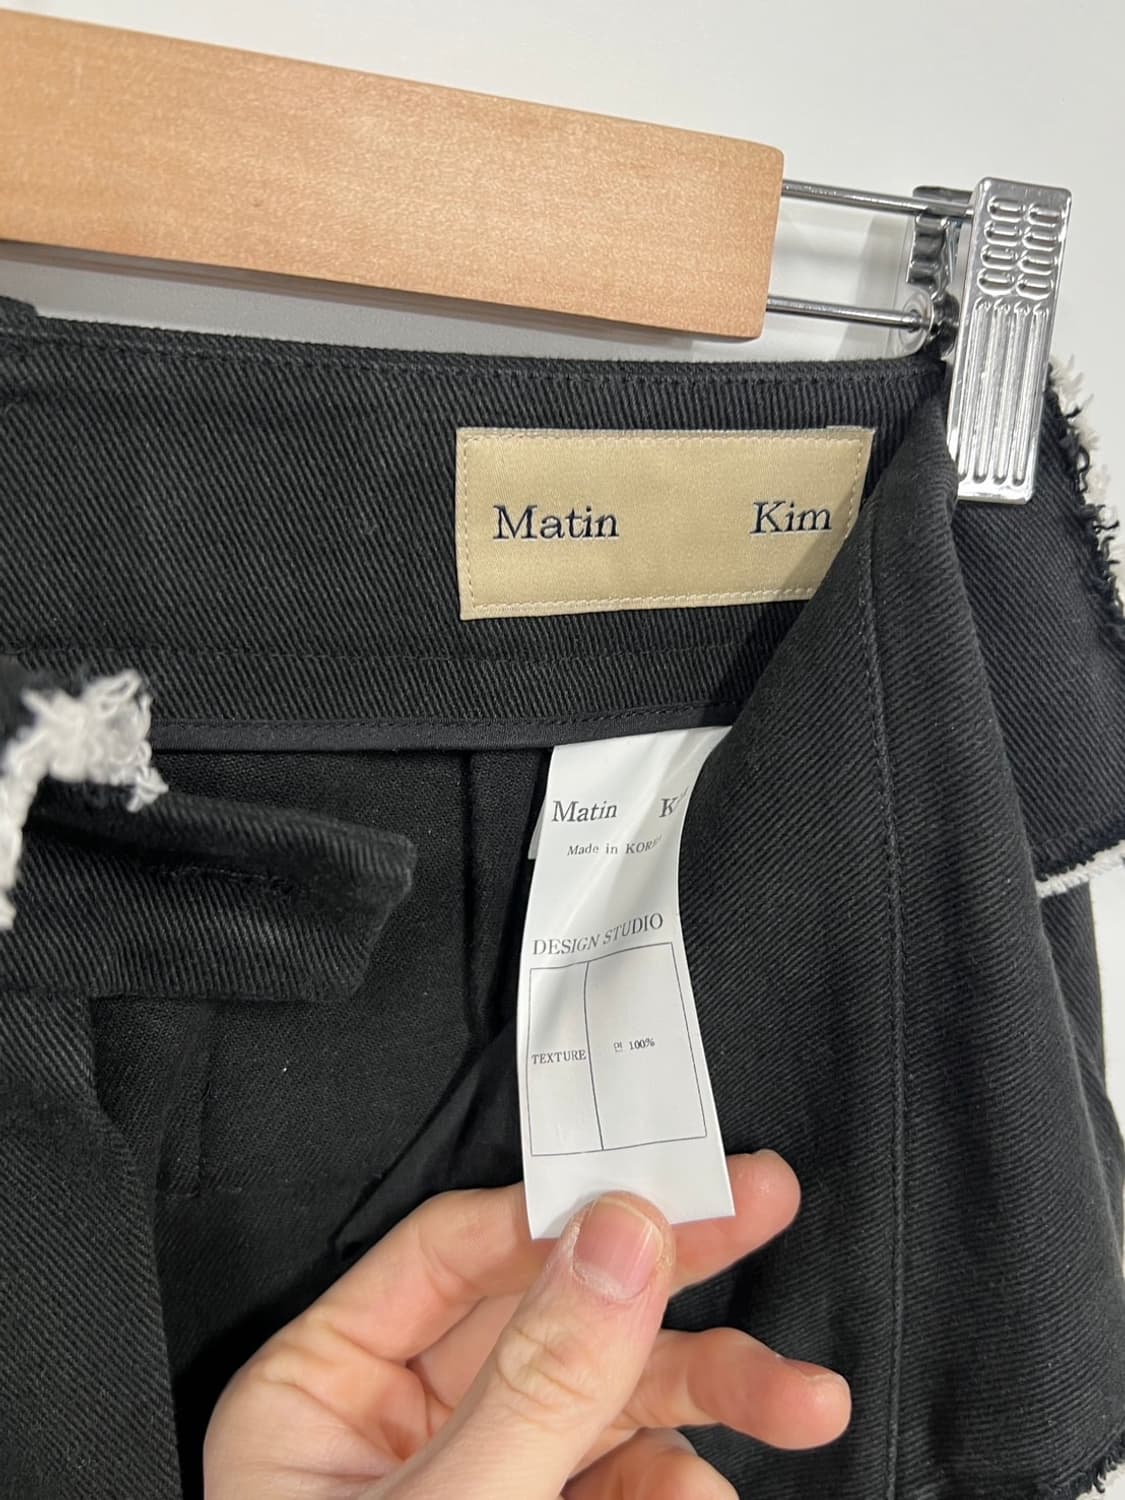 Matin Kim
Matin
Made in
DESIGN STUDIO
TEXTURE 면 100%